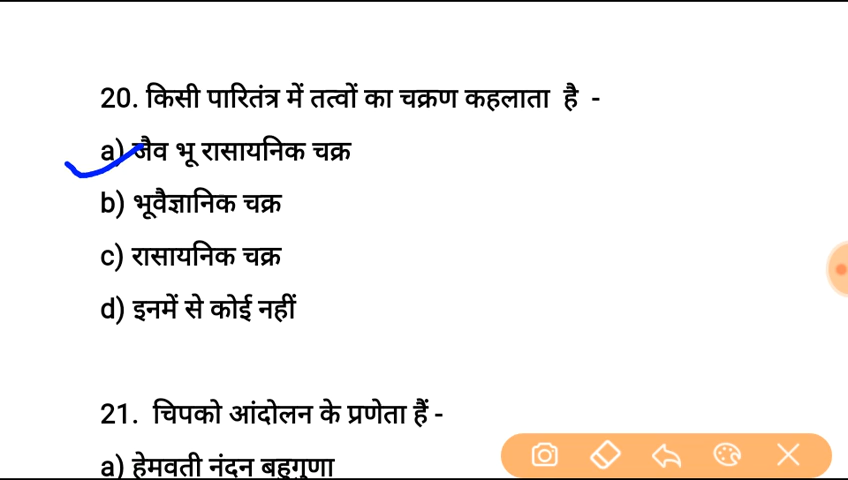 20. किसी पारितंत्र में तत्वों का चक्रण कहलाता है -
a) जैव भू रासायनिक चक्र
b) भूवैज्ञानिक चक्र
c) रासायनिक चक्र
d) इनमें से कोई नहीं
21. चिपको आंदोलन के प्रणेता हैं -
a) हेमवती नंदन बहुगुणा